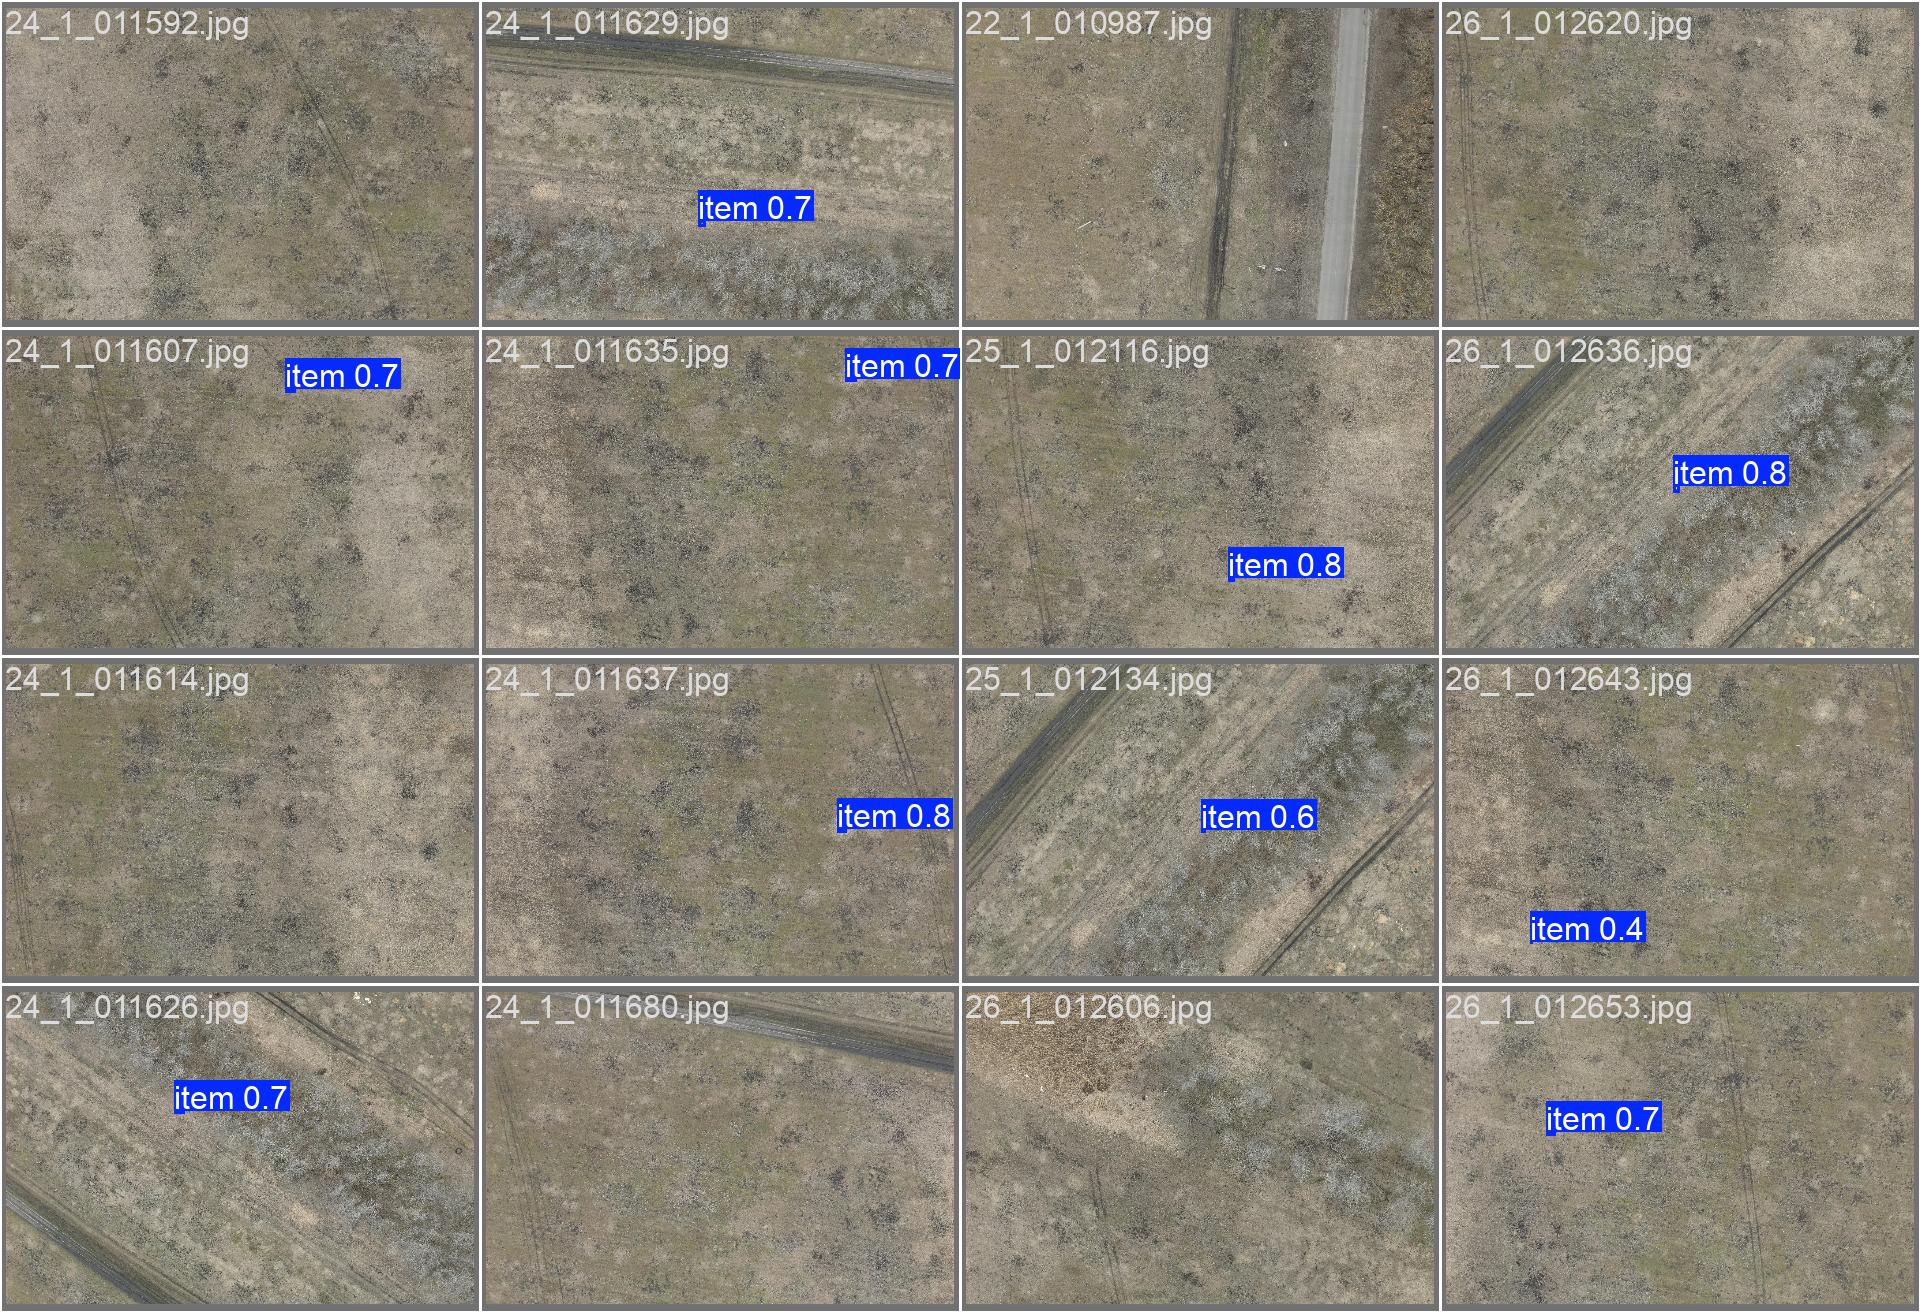 24_1_011592.jpg
24_1_011629.jpg
item 0.7
22_1_010987.jpg
26_1_012620.jpg
24_1_011607.jpg
item 0.7
24_1_011635.jpg
item 0.7
25_1_012116.jpg
item 0.8
26_1_012636.jpg
item 0.8
24_1_011614.jpg
24_1_011637.jpg
item 0.8
25_1_012134.jpg
item 0.6
26_1_012643.jpg
item 0.4
24_1_011626.jpg
item 0.7
24_1_011680.jpg
26_1_012606.jpg
26_1_012653.jpg
item 0.7